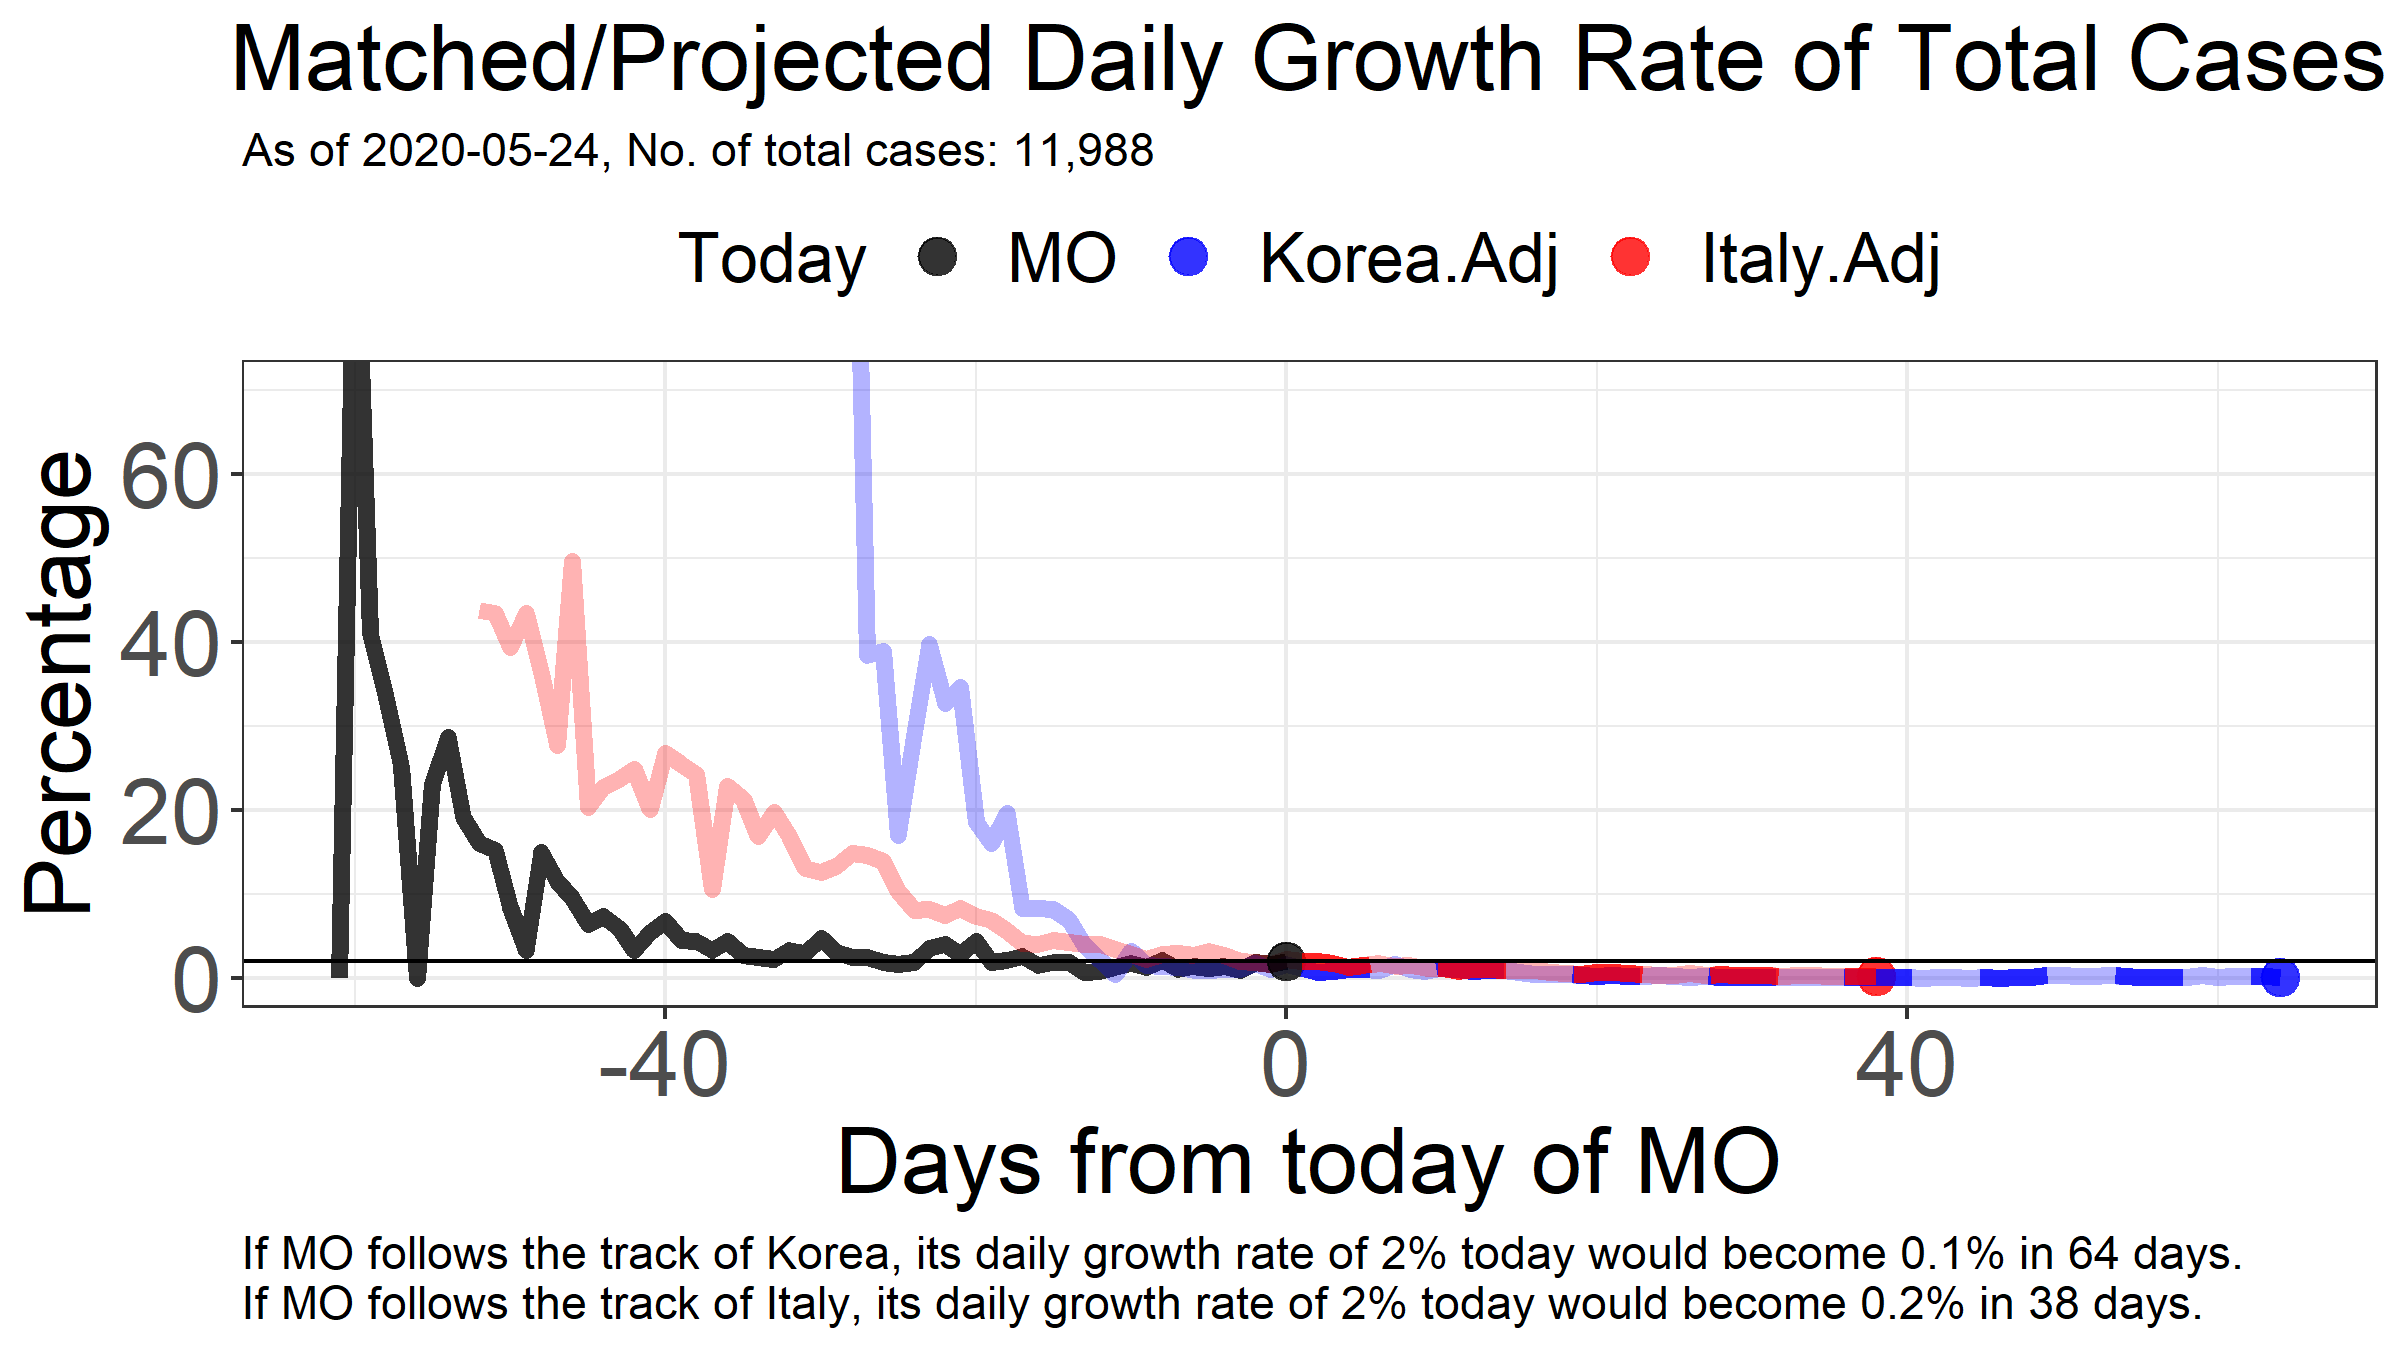 Matched/Projected Daily Growth Rate of Total Cases
As of 2020-05-24, No. of total cases: 11,988
Today MO Korea.Adj Italy.Adj
Percentage
60
40
20
0
-40 0 40
Days from today of MO
If MO follows the track of Korea, its daily growth rate of 2% today would become 0.1% in 64 days.
If MO follows the track of Italy, its daily growth rate of 2% today would become 0.2% in 38 days.